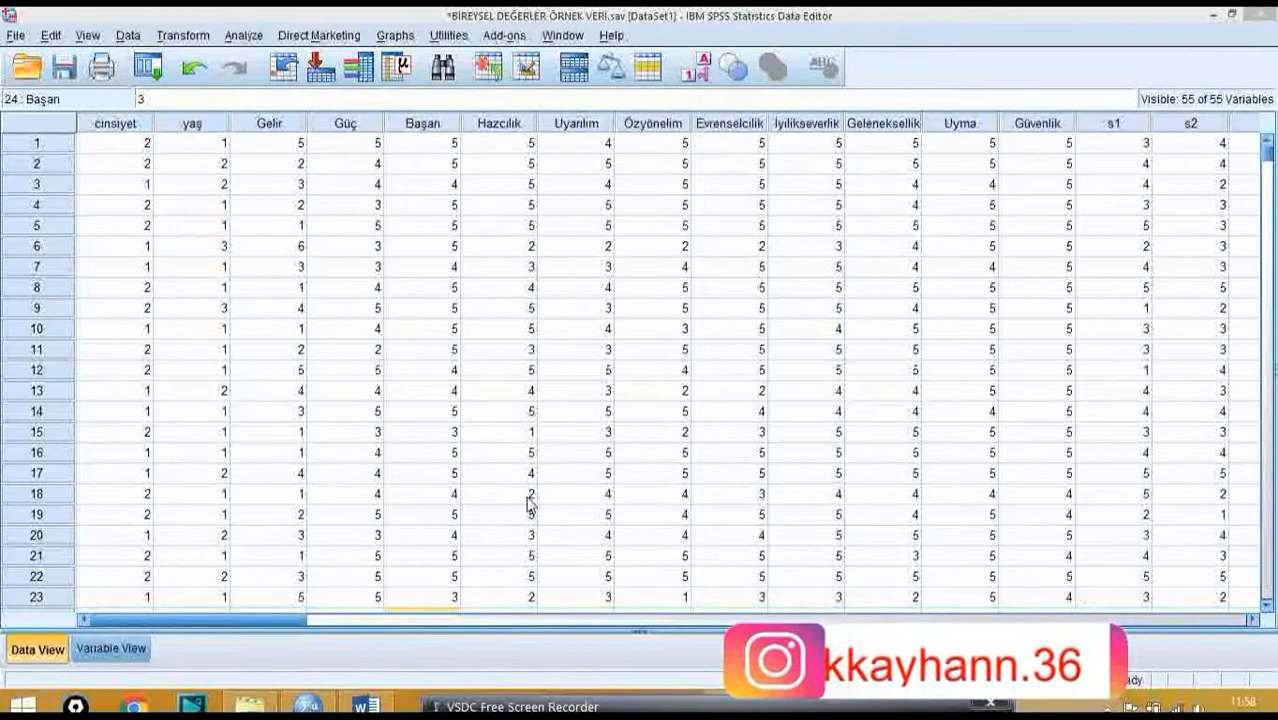 *BİREYSEL DEĞERLER ÖRNEK VERİ.sav [DataSet1] - IBM SPSS Statistics Data Editor
File Edit View Data Transform Analyze Direct Marketing Graphs Utilities Add-ons Window Help
24 : Başarı 3 Visible: 55 of 55 Variables
cinsiyet yaş Gelir Güç Başarı Hazcılık Uyarılım Özyönelim Evrenselcilik İyilikseverlik Geleneksellik Uyma Güvenlik s1 s2
1 2 1 5 5 5 5 4 5 5 5 5 5 5 3 4
2 2 2 2 4 5 5 5 5 5 5 5 5 5 4 4
3 1 2 3 4 4 5 4 5 5 5 4 4 5 4 2
4 2 1 2 3 5 5 5 5 5 5 4 5 5 3 3
5 2 1 1 5 5 5 5 5 5 5 5 5 5 5 3
6 1 3 6 3 5 2 2 2 2 3 4 5 5 2 3
7 1 1 3 3 4 3 3 4 5 5 4 4 5 4 3
8 2 1 1 4 5 4 4 5 5 5 5 5 5 5 5
9 2 3 4 5 5 5 3 5 5 5 4 5 5 1 2
10 1 1 1 4 5 5 4 3 5 4 5 5 5 3 3
11 2 1 2 2 5 3 3 5 5 5 5 5 5 3 3
12 2 1 5 5 4 5 4 5 5 5 5 5 5 1 4
13 1 2 4 4 4 4 3 2 2 4 4 5 5 4 3
14 1 1 3 5 5 5 5 5 4 4 4 4 5 4 4
15 2 1 1 3 3 1 3 2 3 5 5 5 5 3 3
16 1 1 1 4 5 5 5 5 5 5 5 5 5 4 4
17 1 2 4 4 5 4 5 5 5 5 5 5 5 5 5
18 2 1 1 4 4 2 4 4 3 4 4 4 4 5 2
19 2 1 2 5 5 5 5 4 5 5 4 5 4 2 1
20 1 2 3 3 4 3 4 4 4 5 5 5 5 3 4
21 2 1 1 5 5 5 5 5 5 5 3 5 4 4 3
22 2 2 3 5 5 5 5 5 5 5 5 5 5 5 5
23 1 1 5 5 3 2 3 1 3 3 2 5 4 3 2
Data View Variable View
kkayhann.36
VSDC Free Screen Recorder
11:58